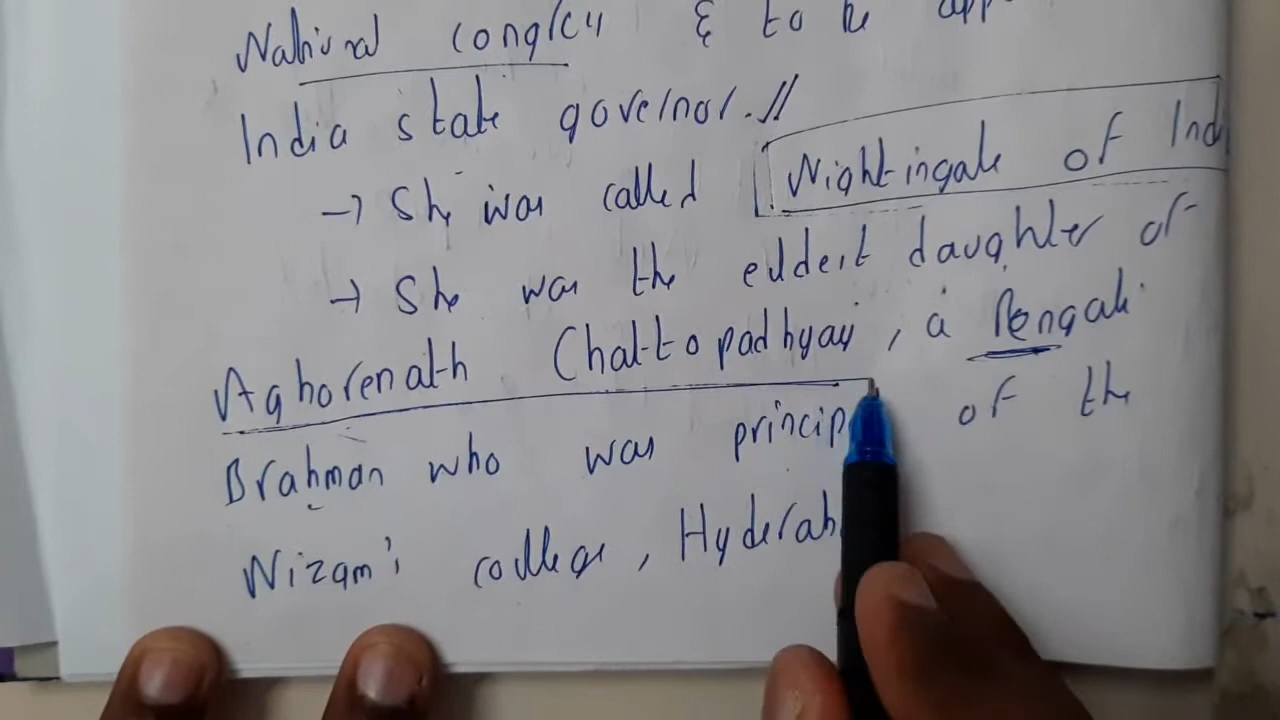 National congress & to be app
India state governor.//
→ She was called Nightingale of Ind
→ She was the eldest daughter of
Aghorenath Chattopadhyay, a Bengali
Brahman who was princip of the
Nizam's college, Hyderab